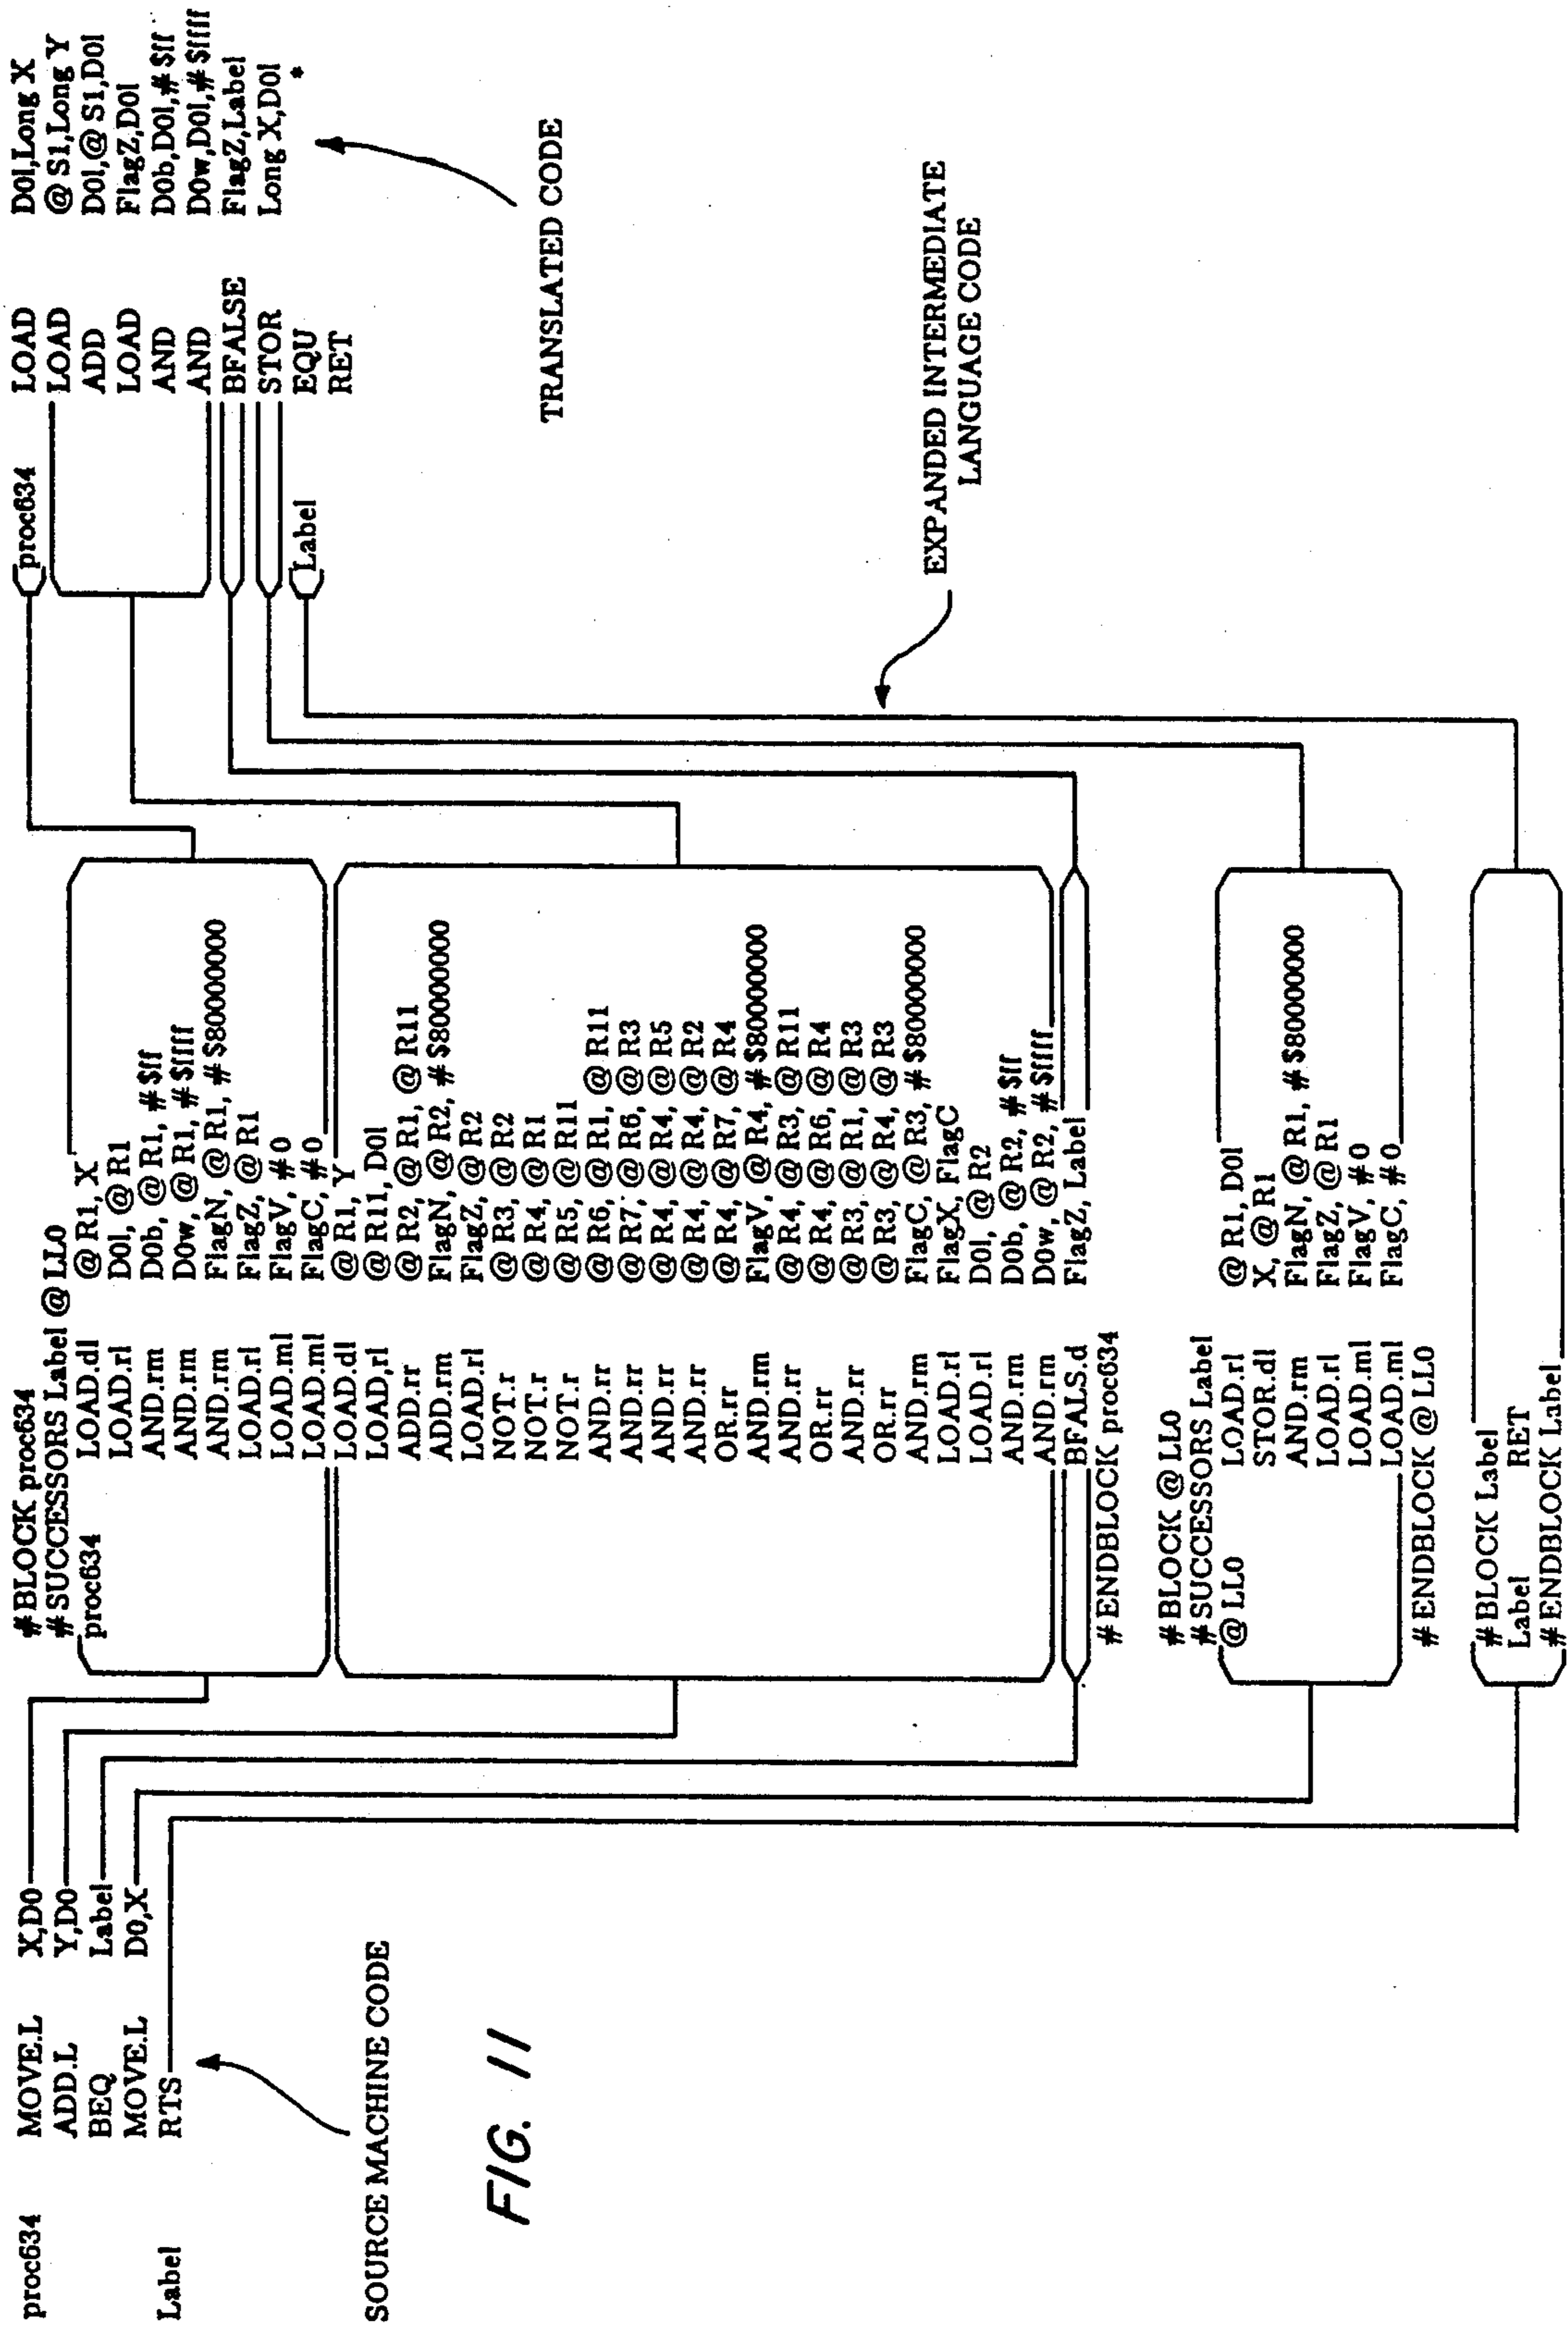 proc634 MOVE.L X,D0
ADD.L Y,D0
BEQ Label
MOVE.L D0,X
Label RTS
SOURCE MACHINE CODE
FIG. 11
#BLOCK proc634
#SUCCESSORS Label @LL0
proc634 LOAD.dl @R1, X
LOAD.rl D0l, @R1
AND.rm D0b, @R1, #$ff
AND.rm D0w, @R1, #$ffff
AND.rm FlagN, @R1, #$80000000
LOAD.rl FlagZ, @R1
LOAD.ml FlagV, #0
LOAD.ml FlagC, #0
LOAD.dl @R1, Y
LOAD,rl @R11, D0l
ADD.rr @R2, @R1, @R11
ADD.rm FlagN, @R2, #$80000000
LOAD.rl FlagZ, @R2
NOT.r @R3, @R2
NOT.r @R4, @R1
NOT.r @R5, @R11
AND.rr @R6, @R1, @R11
AND.rr @R7, @R6, @R3
AND.rr @R4, @R4, @R5
AND.rr @R4, @R4, @R2
OR.rr @R4, @R7, @R4
AND.rm FlagV, @R4, #$80000000
AND.rr @R4, @R3, @R11
OR.rr @R4, @R6, @R4
AND.rr @R3, @R1, @R3
OR.rr @R3, @R4, @R3
AND.rm FlagC, @R3, #$80000000
LOAD.rl FlagX, FlagC
LOAD.rl D0l, @R2
AND.rm D0b, @R2, #$ff
AND.rm D0w, @R2, #$ffff
BFALS.d FlagZ, Label
#ENDBLOCK proc634
#BLOCK @LL0
#SUCCESSORS Label
@LL0 LOAD.rl @R1, D0l
STOR.dl X, @R1
AND.rm FlagN, @R1, #$80000000
LOAD.rl FlagZ, @R1
LOAD.ml FlagV, #0
LOAD.ml FlagC, #0
#ENDBLOCK @LL0
#BLOCK Label
Label RET
#ENDBLOCK Label
EXPANDED INTERMEDIATE
LANGUAGE CODE
proc634 LOAD D0l,Long X
LOAD @S1,Long Y
ADD D0l,@S1,D0l
LOAD FlagZ,D0l
AND D0b,D0l,#$ff
AND D0w,D0l,#$ffff
BFALSE FlagZ,Label
STOR Long X,D0l
Label EQU *
RET
TRANSLATED CODE